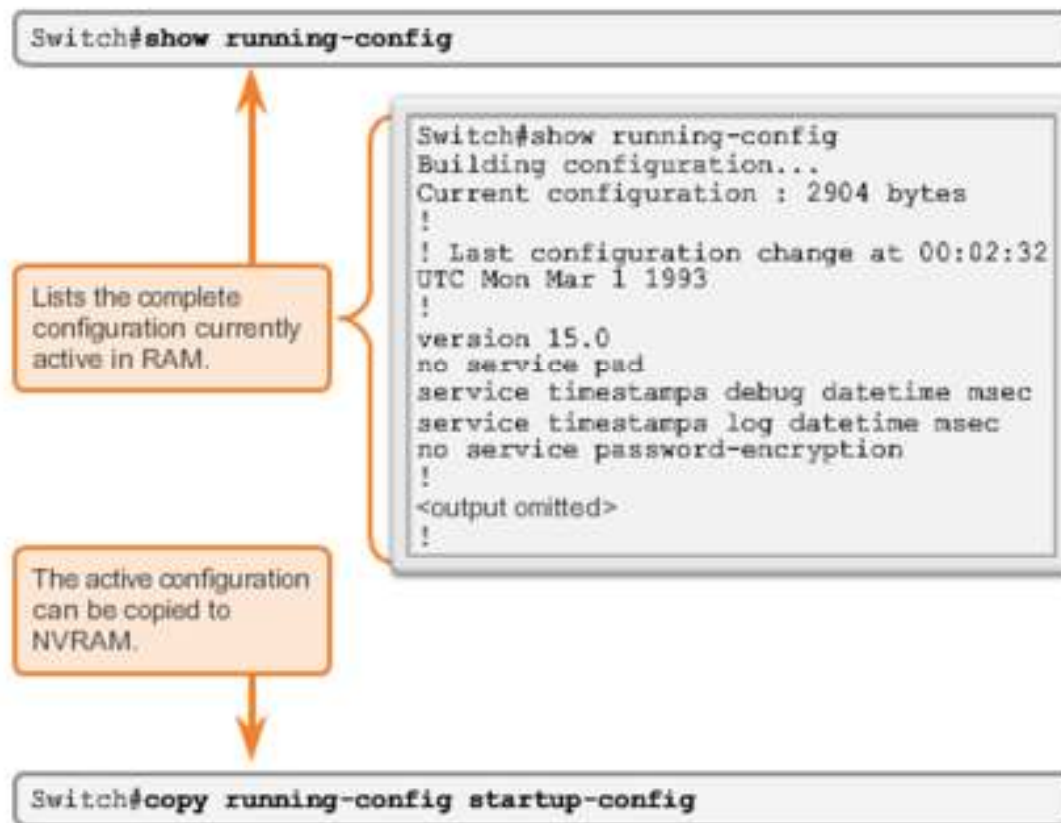 Switch#show running-config
Switch#show running-config
Building configuration...
Current configuration : 2904 bytes
!
! Last configuration change at 00:02:32
UTC Mon Mar 1 1993
!
version 15.0
no service pad
service timestamps debug datetime msec
service timestamps log datetime msec
no service password-encryption
!
<output omitted>
!
Lists the complete
configuration currently
active in RAM.
The active configuration
can be copied to
NVRAM.
Switch#copy running-config startup-config